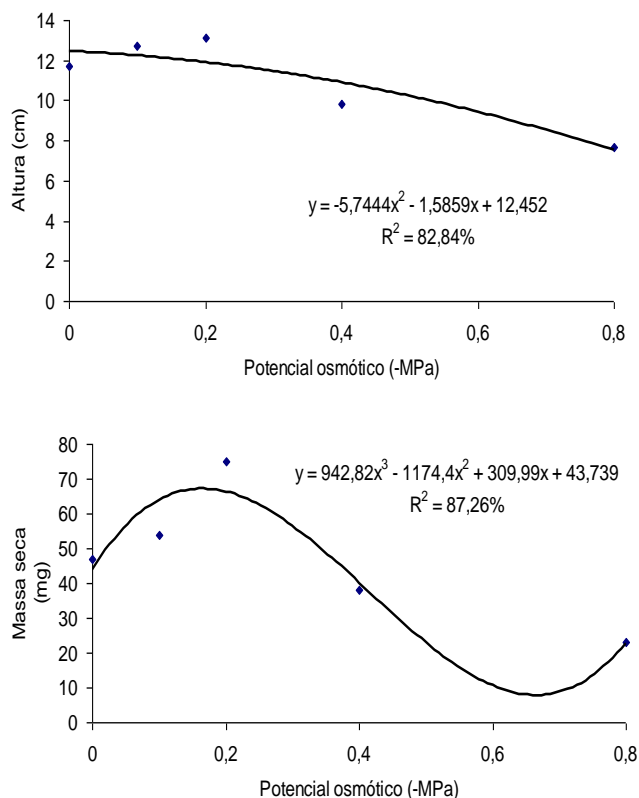 14
12
10
8
6
4
2
0
Altura (cm)
y = -5,7444x² - 1,5859x + 12,452
R² = 82,84%
0 0,2 0,4 0,6 0,8
Potencial osmótico (-MPa)
80
70
60
50
40
30
20
10
0
Massa seca
(mg)
y = 942,82x³ - 1174,4x² + 309,99x + 43,739
R² = 87,26%
0 0,2 0,4 0,6 0,8
Potencial osmótico (-MPa)